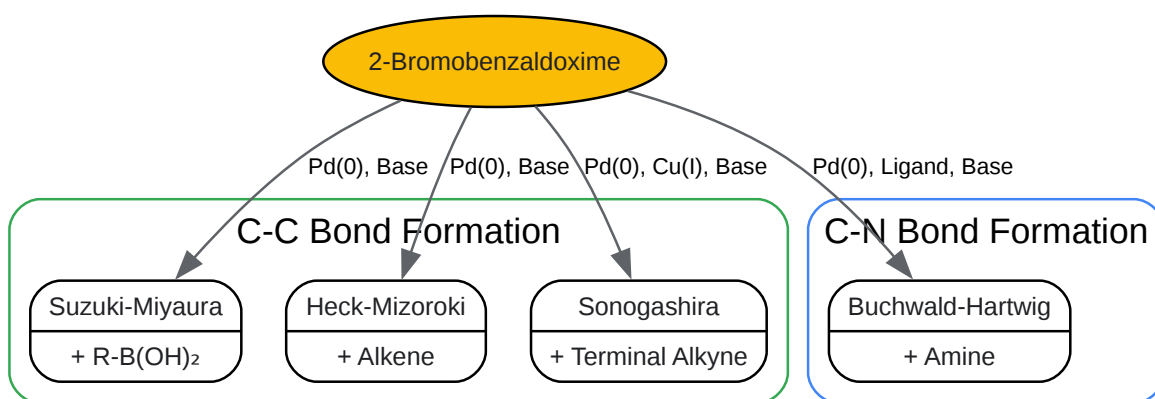 2-Bromobenzaldoxime
Pd(0), Base
Pd(0), Base
Pd(0), Cu(I), Base
Pd(0), Ligand, Base
C-C Bond Formation
C-N Bond Formation
Suzuki-Miyaura
+ R-B(OH)₂
Heck-Mizoroki
+ Alkene
Sonogashira
+ Terminal Alkyne
Buchwald-Hartwig
+ Amine